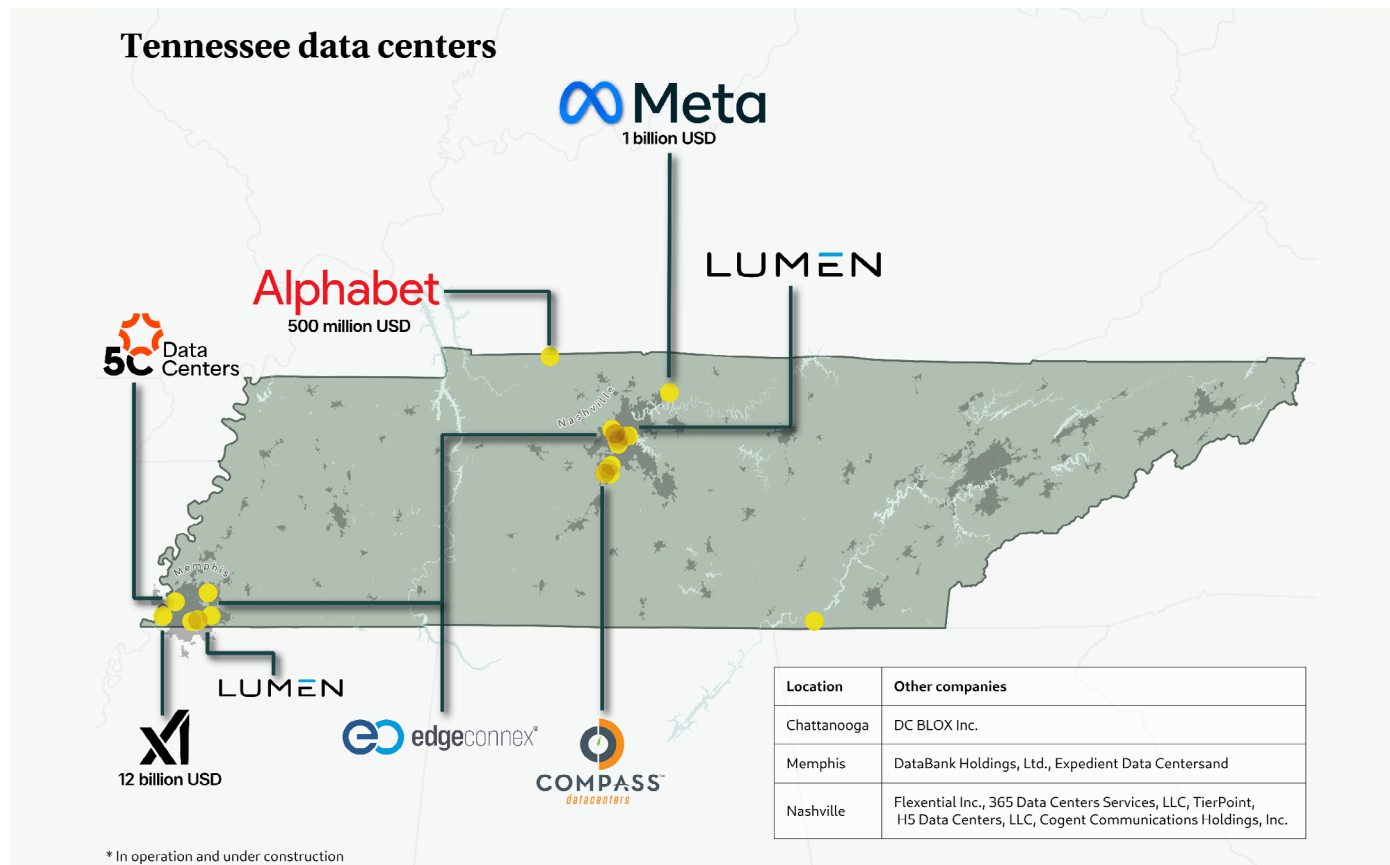 Tennessee data centers
Meta
1 billion USD
LUMEN
Alphabet
500 million USD
5C Data
Centers
Nashville
Memphis
LUMEN
xAI
12 billion USD
edgeconnex®
COMPASS™
datacenters
Location Other companies
Chattanooga DC BLOX Inc.
Memphis DataBank Holdings, Ltd., Expedient Data Centersand
Nashville Flexential Inc., 365 Data Centers Services, LLC, TierPoint,
H5 Data Centers, LLC, Cogent Communications Holdings, Inc.
* In operation and under construction